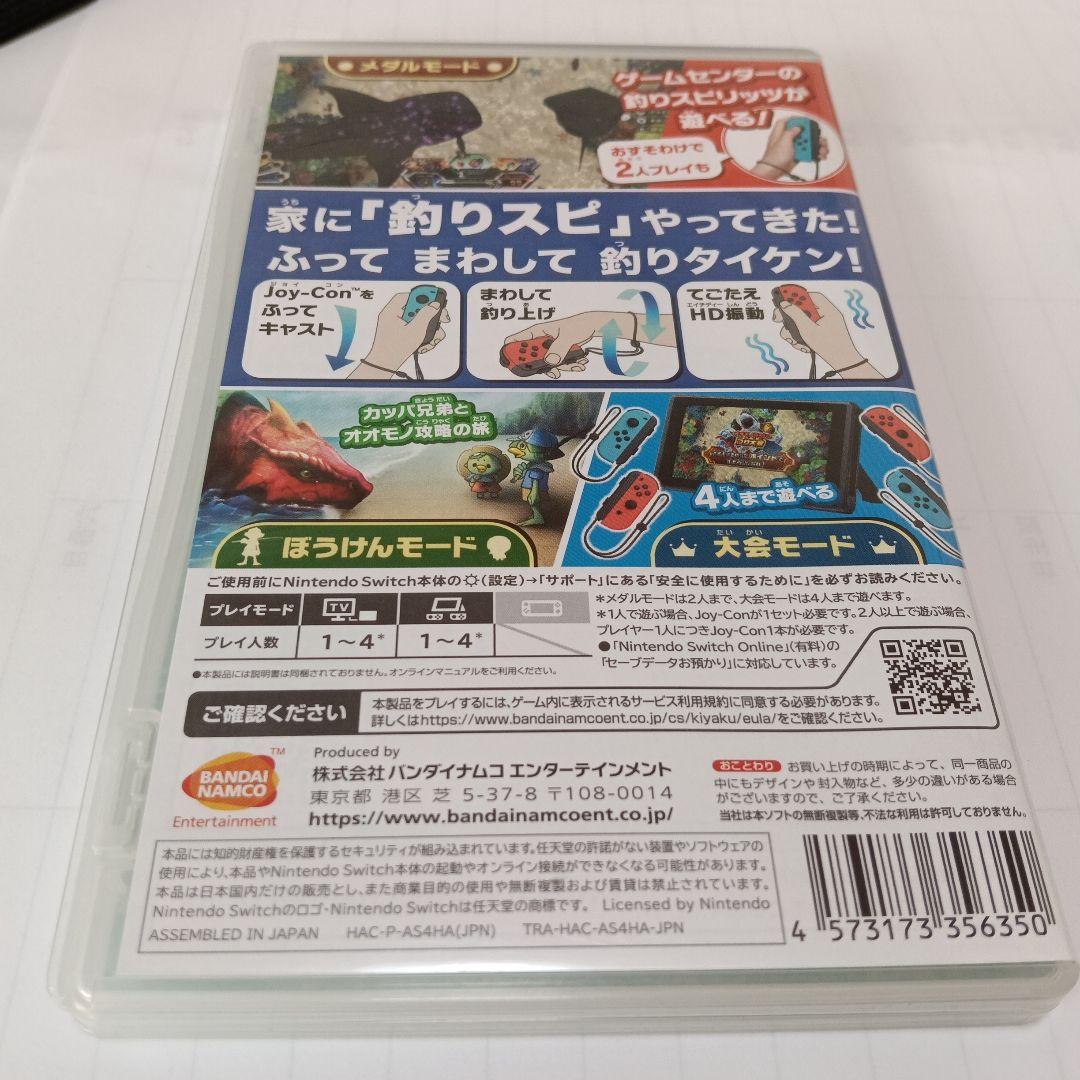 メダルモード
ゲームセンターの
釣りスピリッツが
遊べる!
おすそわけで
2人プレイも
家に「釣りスピ」やってきた!
ふって まわして 釣りタイケン!
Joy-Con™を
ふって
キャスト
まわして
釣り上げ
てごたえ
HD振動
カッパ兄弟と
オオモノ攻略の旅
4人まで遊べる
ぼうけんモード
大会モード
ご使用前にNintendo Switch本体の(設定)→「サポート」にある「安全に使用するために」を必ずお読みください。
プレイモード
TV
プレイ人数
1~4*
1~4*
*メダルモードは2人まで、大会モードは4人まで遊べます。
*1人で遊ぶ場合、Joy-Conが1セット必要です。2人以上で遊ぶ場合、
プレイヤー1人につきJoy-Con1本が必要です。
●「Nintendo Switch Online」(有料)の
「セーブデータお預かり」に対応しています。
●本製品には説明書は同梱されておりません。オンラインマニュアルをご利用ください。
ご確認ください
本製品をプレイするには、ゲーム内に表示されるサービス利用規約に同意する必要があります。
詳しくはhttps://www.bandainamcoent.co.jp/cs/kiyaku/eula/をご確認ください。
BANDAI
NAMCO
TM
Entertainment
Produced by
株式会社 バンダイナムコ エンターテインメント
東京都 港区 芝 5-37-8 〒108-0014
https://www.bandainamcoent.co.jp/
おことわり お買い上げの時期によって、同一商品の
中にもデザインや封入物など、多少の違いがある場合
がございますので、ご了承ください。
当社は本ソフトの無断複製等、不法な利用は許可しておりません。
本品には知的財産権を保護するセキュリティが組み込まれています。任天堂の許諾がない装置やソフトウェアの
使用により、本品やNintendo Switch本体の起動やオンライン接続ができなくなる可能性があります。
本品は日本国内だけの販売とし、また商業目的の使用や無断複製および賃貸は禁止されています。
Nintendo Switchのロゴ・Nintendo Switchは任天堂の商標です。 Licensed by Nintendo
ASSEMBLED IN JAPAN HAC-P-AS4HA(JPN) TRA-HAC-AS4HA-JPN
4 573173 356350